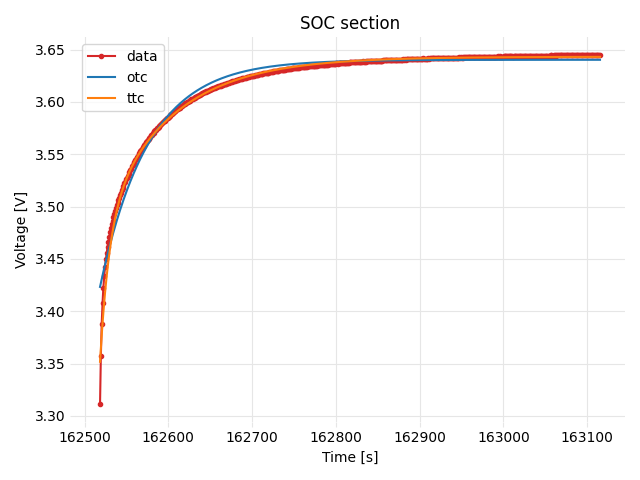 SOC section
data
otc
ttc
Voltage [V]
3.65
3.60
3.55
3.50
3.45
3.40
3.35
3.30
162500 162600 162700 162800 162900 163000 163100
Time [s]